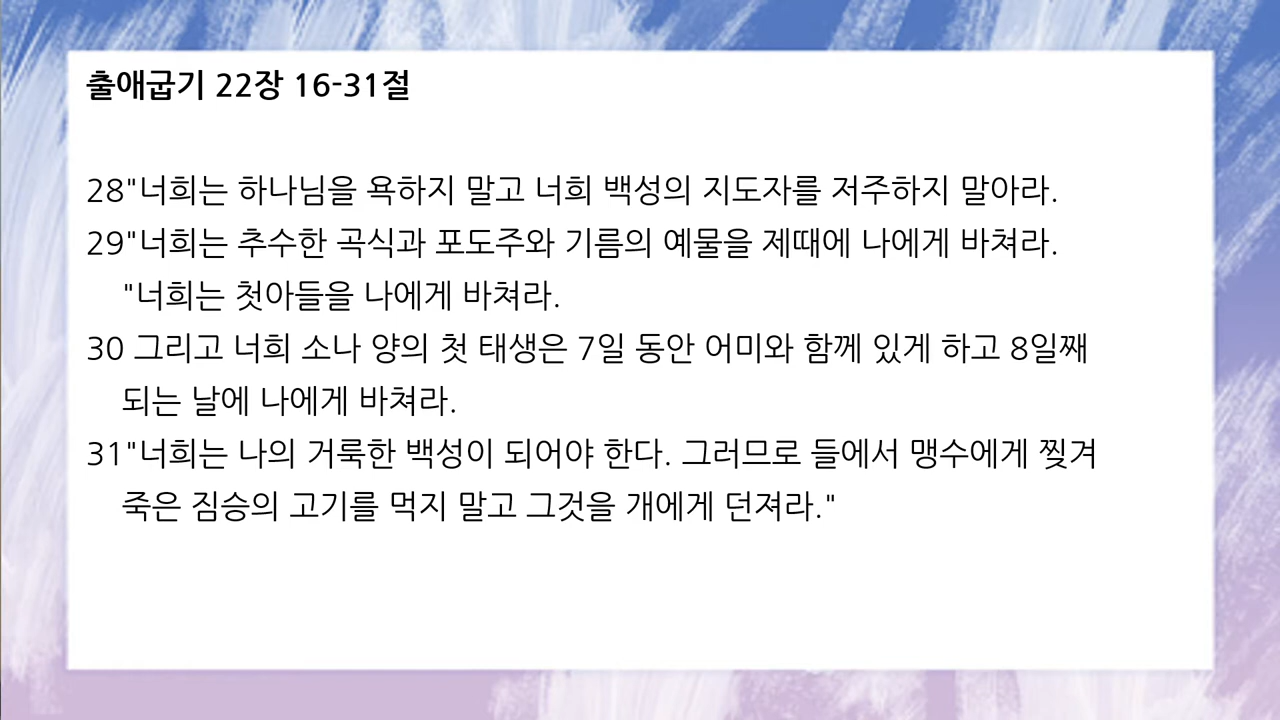 출애굽기 22장 16-31절
28"너희는 하나님을 욕하지 말고 너희 백성의 지도자를 저주하지 말아라.
29"너희는 추수한 곡식과 포도주와 기름의 예물을 제때에 나에게 바쳐라.
"너희는 첫아들을 나에게 바쳐라.
30 그리고 너희 소나 양의 첫 태생은 7일 동안 어미와 함께 있게 하고 8일째
되는 날에 나에게 바쳐라.
31"너희는 나의 거룩한 백성이 되어야 한다. 그러므로 들에서 맹수에게 찢겨
죽은 짐승의 고기를 먹지 말고 그것을 개에게 던져라."